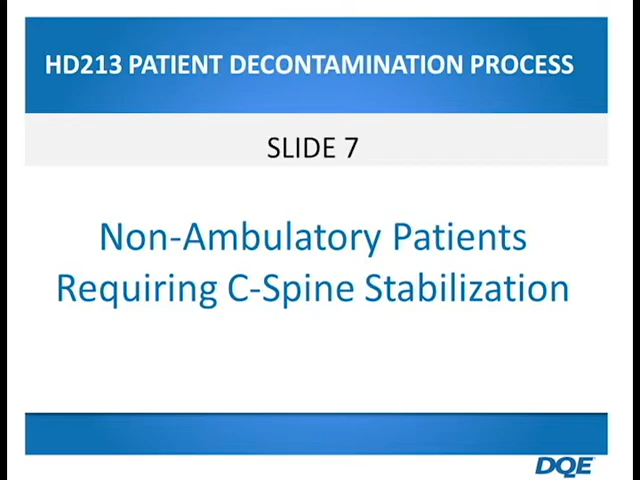 HD213 PATIENT DECONTAMINATION PROCESS
SLIDE 7
Non-Ambulatory Patients
Requiring C-Spine Stabilization
DQE